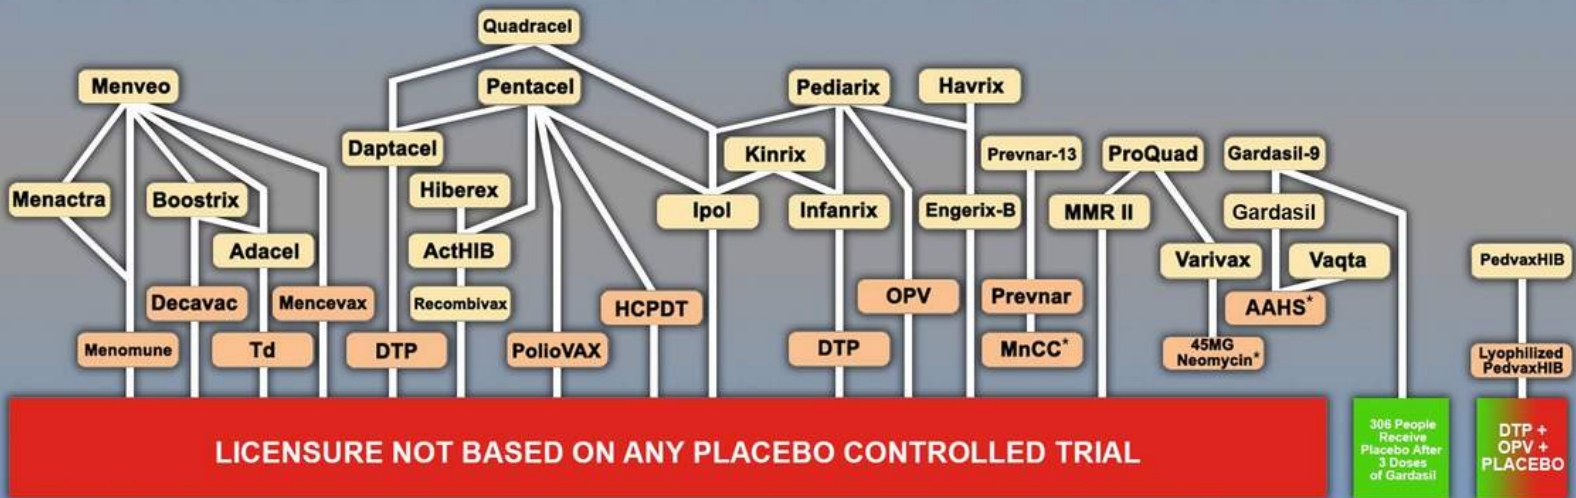 Quadracel
Menveo
Pentacel
Pediarix
Havrix
Daptacel
Kinrix
Prevnar-13
ProQuad
Gardasil-9
Menactra
Boostrix
Hiberex
Ipol
Infanrix
Engerix-B
MMR II
Gardasil
Adacel
ActHIB
Varivax
Vaqta
PedvaxHIB
Decavac
Mencevax
Recombivax
HCPDT
OPV
Prevnar
AAHS*
Menomune
Td
DTP
PolioVAX
DTP
MnCC*
45MG
Neomycin*
Lyophilized
PedvaxHIB
LICENSURE NOT BASED ON ANY PLACEBO CONTROLLED TRIAL
306 People
Receive
Placebo After
3 Doses
of Gardasil
DTP +
OPV +
PLACEBO